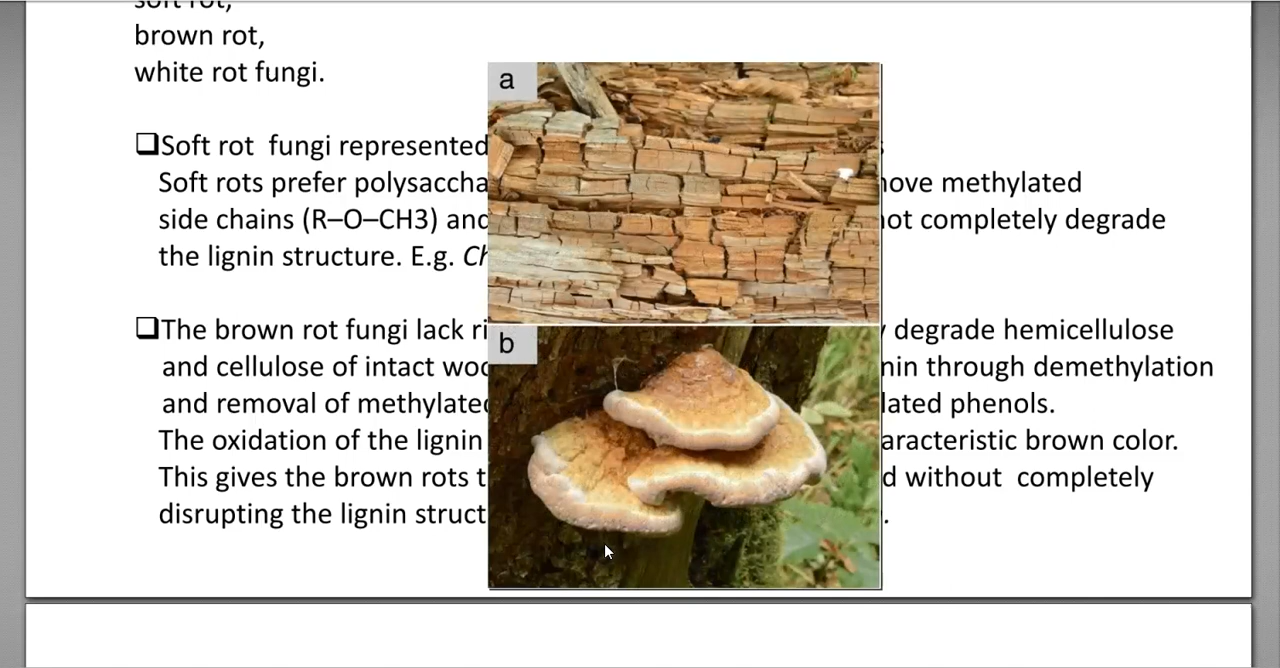 brown rot,
white rot fungi.
a
❑Soft rot fungi represented
Soft rots prefer polysaccha ove methylated
side chains (R–O–CH3) and ot completely degrade
the lignin structure. E.g. Ch
❑The brown rot fungi lack ri degrade hemicellulose
b
and cellulose of intact woo nin through demethylation
and removal of methylated lated phenols.
The oxidation of the lignin aracteristic brown color.
This gives the brown rots t d without completely
disrupting the lignin struct .